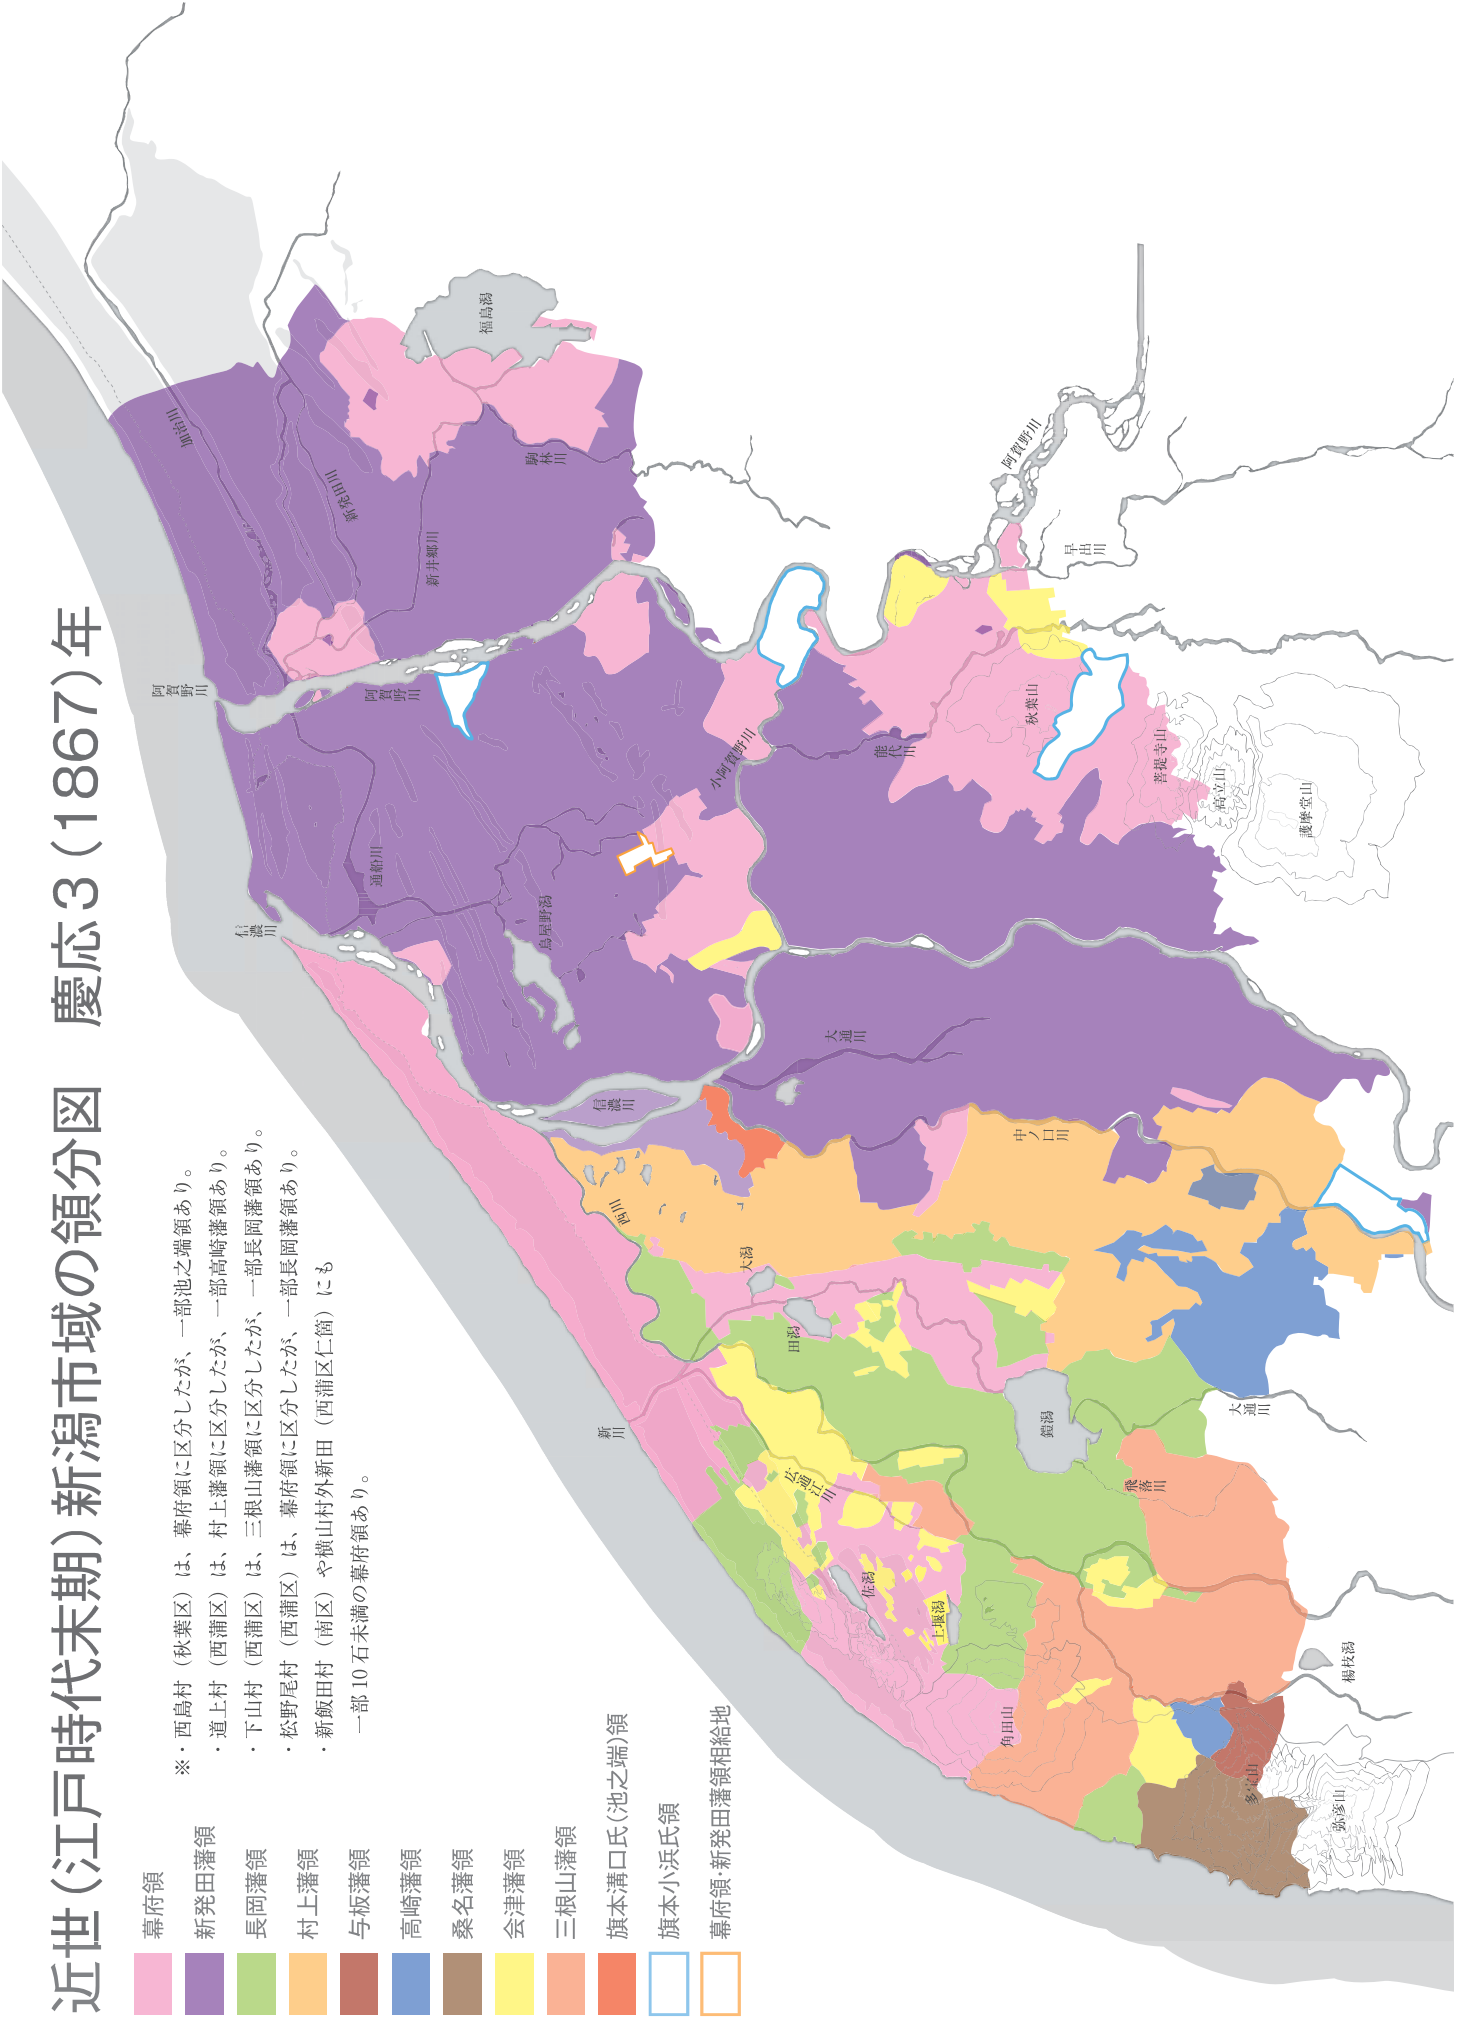 近世（江戸時代末期）新潟市域の領分図　慶応３（1867）年
※・西島村（秋葉区）は、幕府領に区分したが、一部池之端領あり。
・道上村（西蒲区）は、村上藩領に区分したが、一部高崎藩領あり。
・下山村（西蒲区）は、三根山藩領に区分したが、一部長岡藩領あり。
・松野尾村（西蒲区）は、幕府領に区分したが、一部長岡藩領あり。
・新飯田村（南区）や横山村外新田（西蒲区仁箇）にも
一部10石未満の幕府領あり。
幕府領
新発田藩領
長岡藩領
村上藩領
与板藩領
高崎藩領
桑名藩領
会津藩領
三根山藩領
旗本溝口氏（池之端）領
旗本小浜氏領
幕府領・新発田藩領相給地
加治川
新発田川
新井郷川
駒林川
福島潟
阿賀野川
阿賀野川
阿賀野川
早出川
通船川
信濃川
鳥屋野潟
小阿賀野川
能代川
秋葉山
菩提寺山
高立山
護摩堂山
信濃川
大通川
中ノ口川
西川
大潟
田潟
鎧潟
新川
広通江川
大通川
飛落川
佐潟
上堰潟
角田山
多宝山
弥彦山
楊枝潟